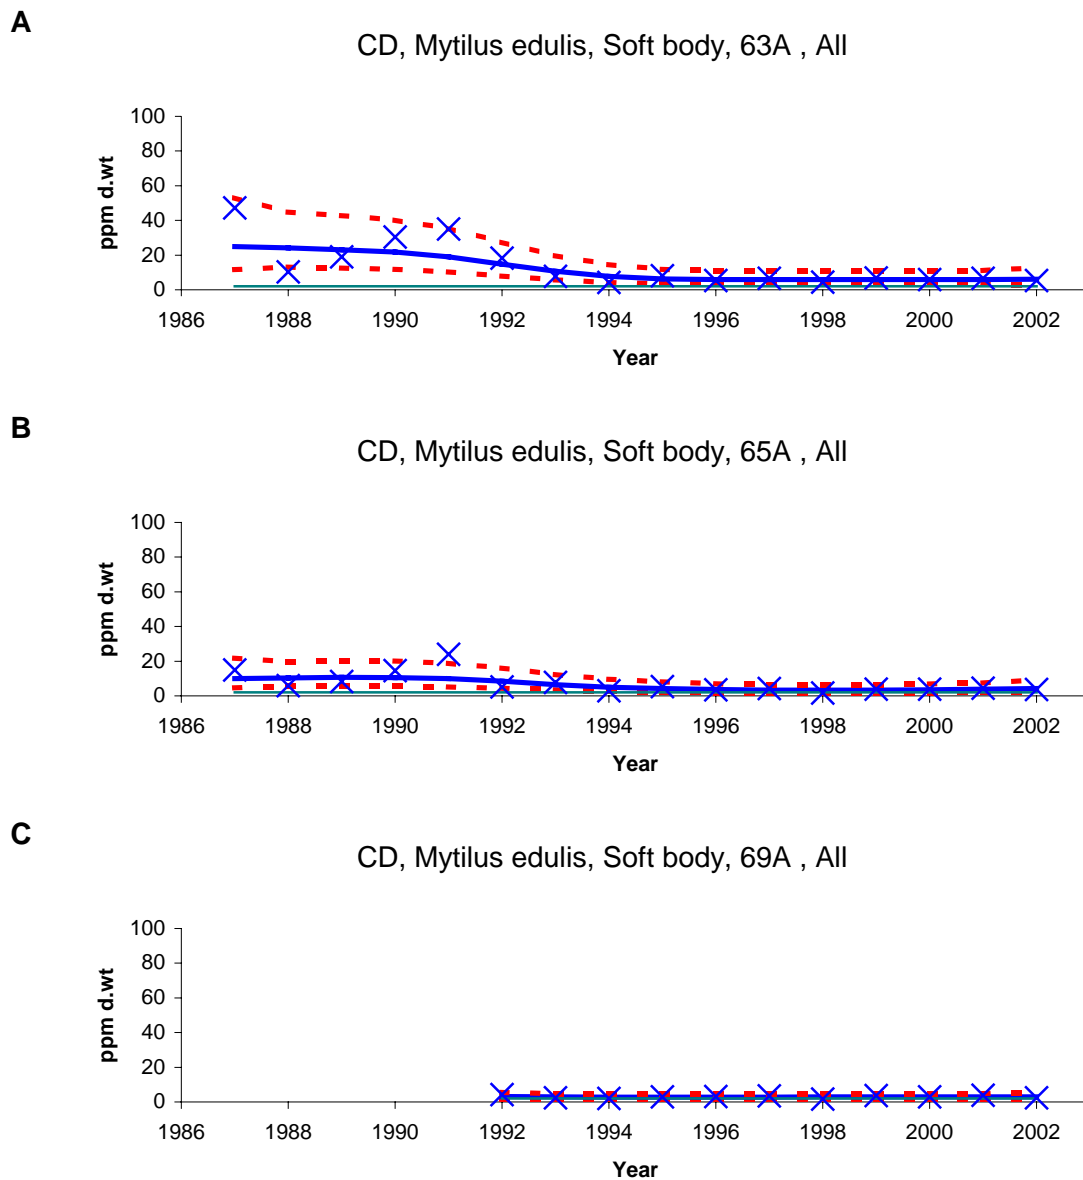 A
CD, Mytilus edulis, Soft body, 63A , All
100
80
60
40
20
0
ppm d.wt
1986 1988 1990 1992 1994 1996 1998 2000 2002
Year
B
CD, Mytilus edulis, Soft body, 65A , All
100
80
60
40
20
0
ppm d.wt
1986 1988 1990 1992 1994 1996 1998 2000 2002
Year
C
CD, Mytilus edulis, Soft body, 69A , All
100
80
60
40
20
0
ppm d.wt
1986 1988 1990 1992 1994 1996 1998 2000 2002
Year